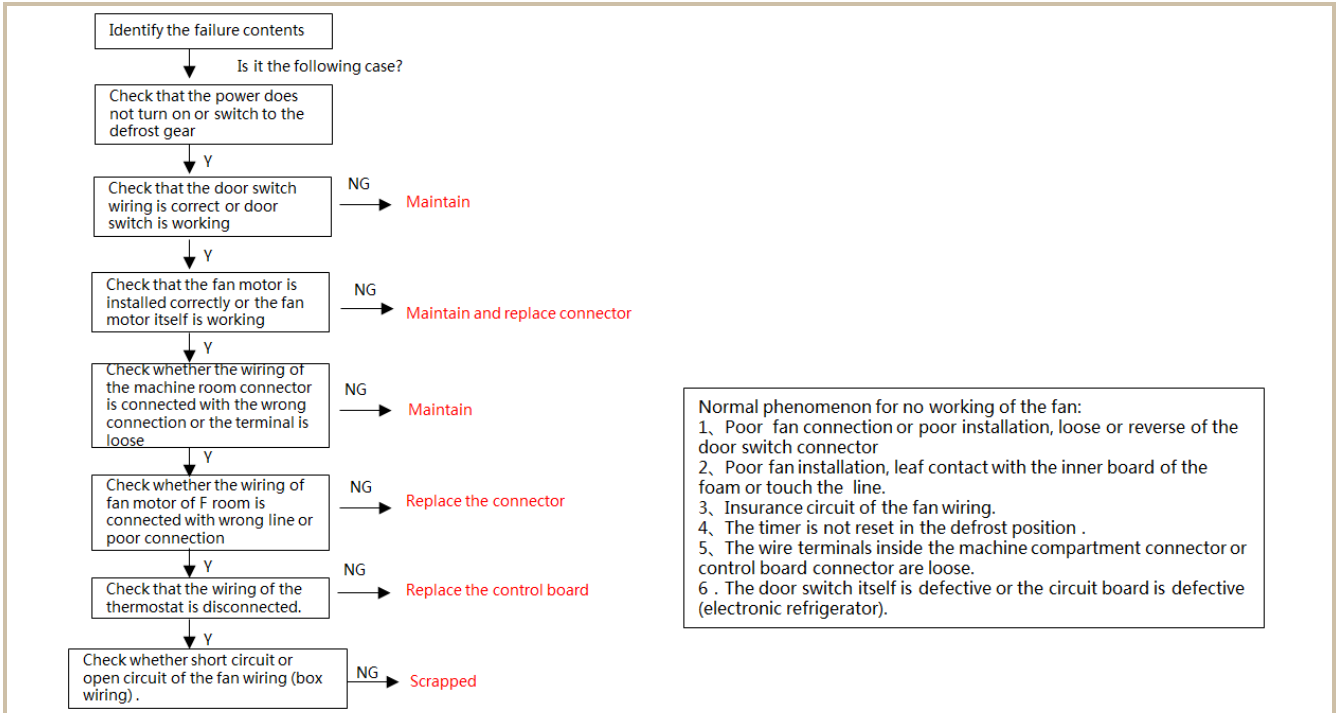 Identify the failure contents
Is it the following case?
Check that the power does
not turn on or switch to the
defrost gear
Y
Check that the door switch
wiring is correct or door
switch is working
NG
Maintain
Y
Check that the fan motor is
installed correctly or the fan
motor itself is working
NG
Maintain and replace connector
Y
Check whether the wiring of
the machine room connector
is connected with the wrong
connection or the terminal is
loose
NG
Maintain
Y
Check whether the wiring of
fan motor of F room is
connected with wrong line or
poor connection
NG
Replace the connector
Y
Check that the wiring of the
thermostat is disconnected.
NG
Replace the control board
Y
Check whether short circuit or
open circuit of the fan wiring (box
wiring) .
NG
Scrapped
Normal phenomenon for no working of the fan:
1、Poor fan connection or poor installation, loose or reverse of the
door switch connector
2、Poor fan installation, leaf contact with the inner board of the
foam or touch the line.
3、Insurance circuit of the fan wiring.
4、The timer is not reset in the defrost position .
5、The wire terminals inside the machine compartment connector or
control board connector are loose.
6 . The door switch itself is defective or the circuit board is defective
(electronic refrigerator).